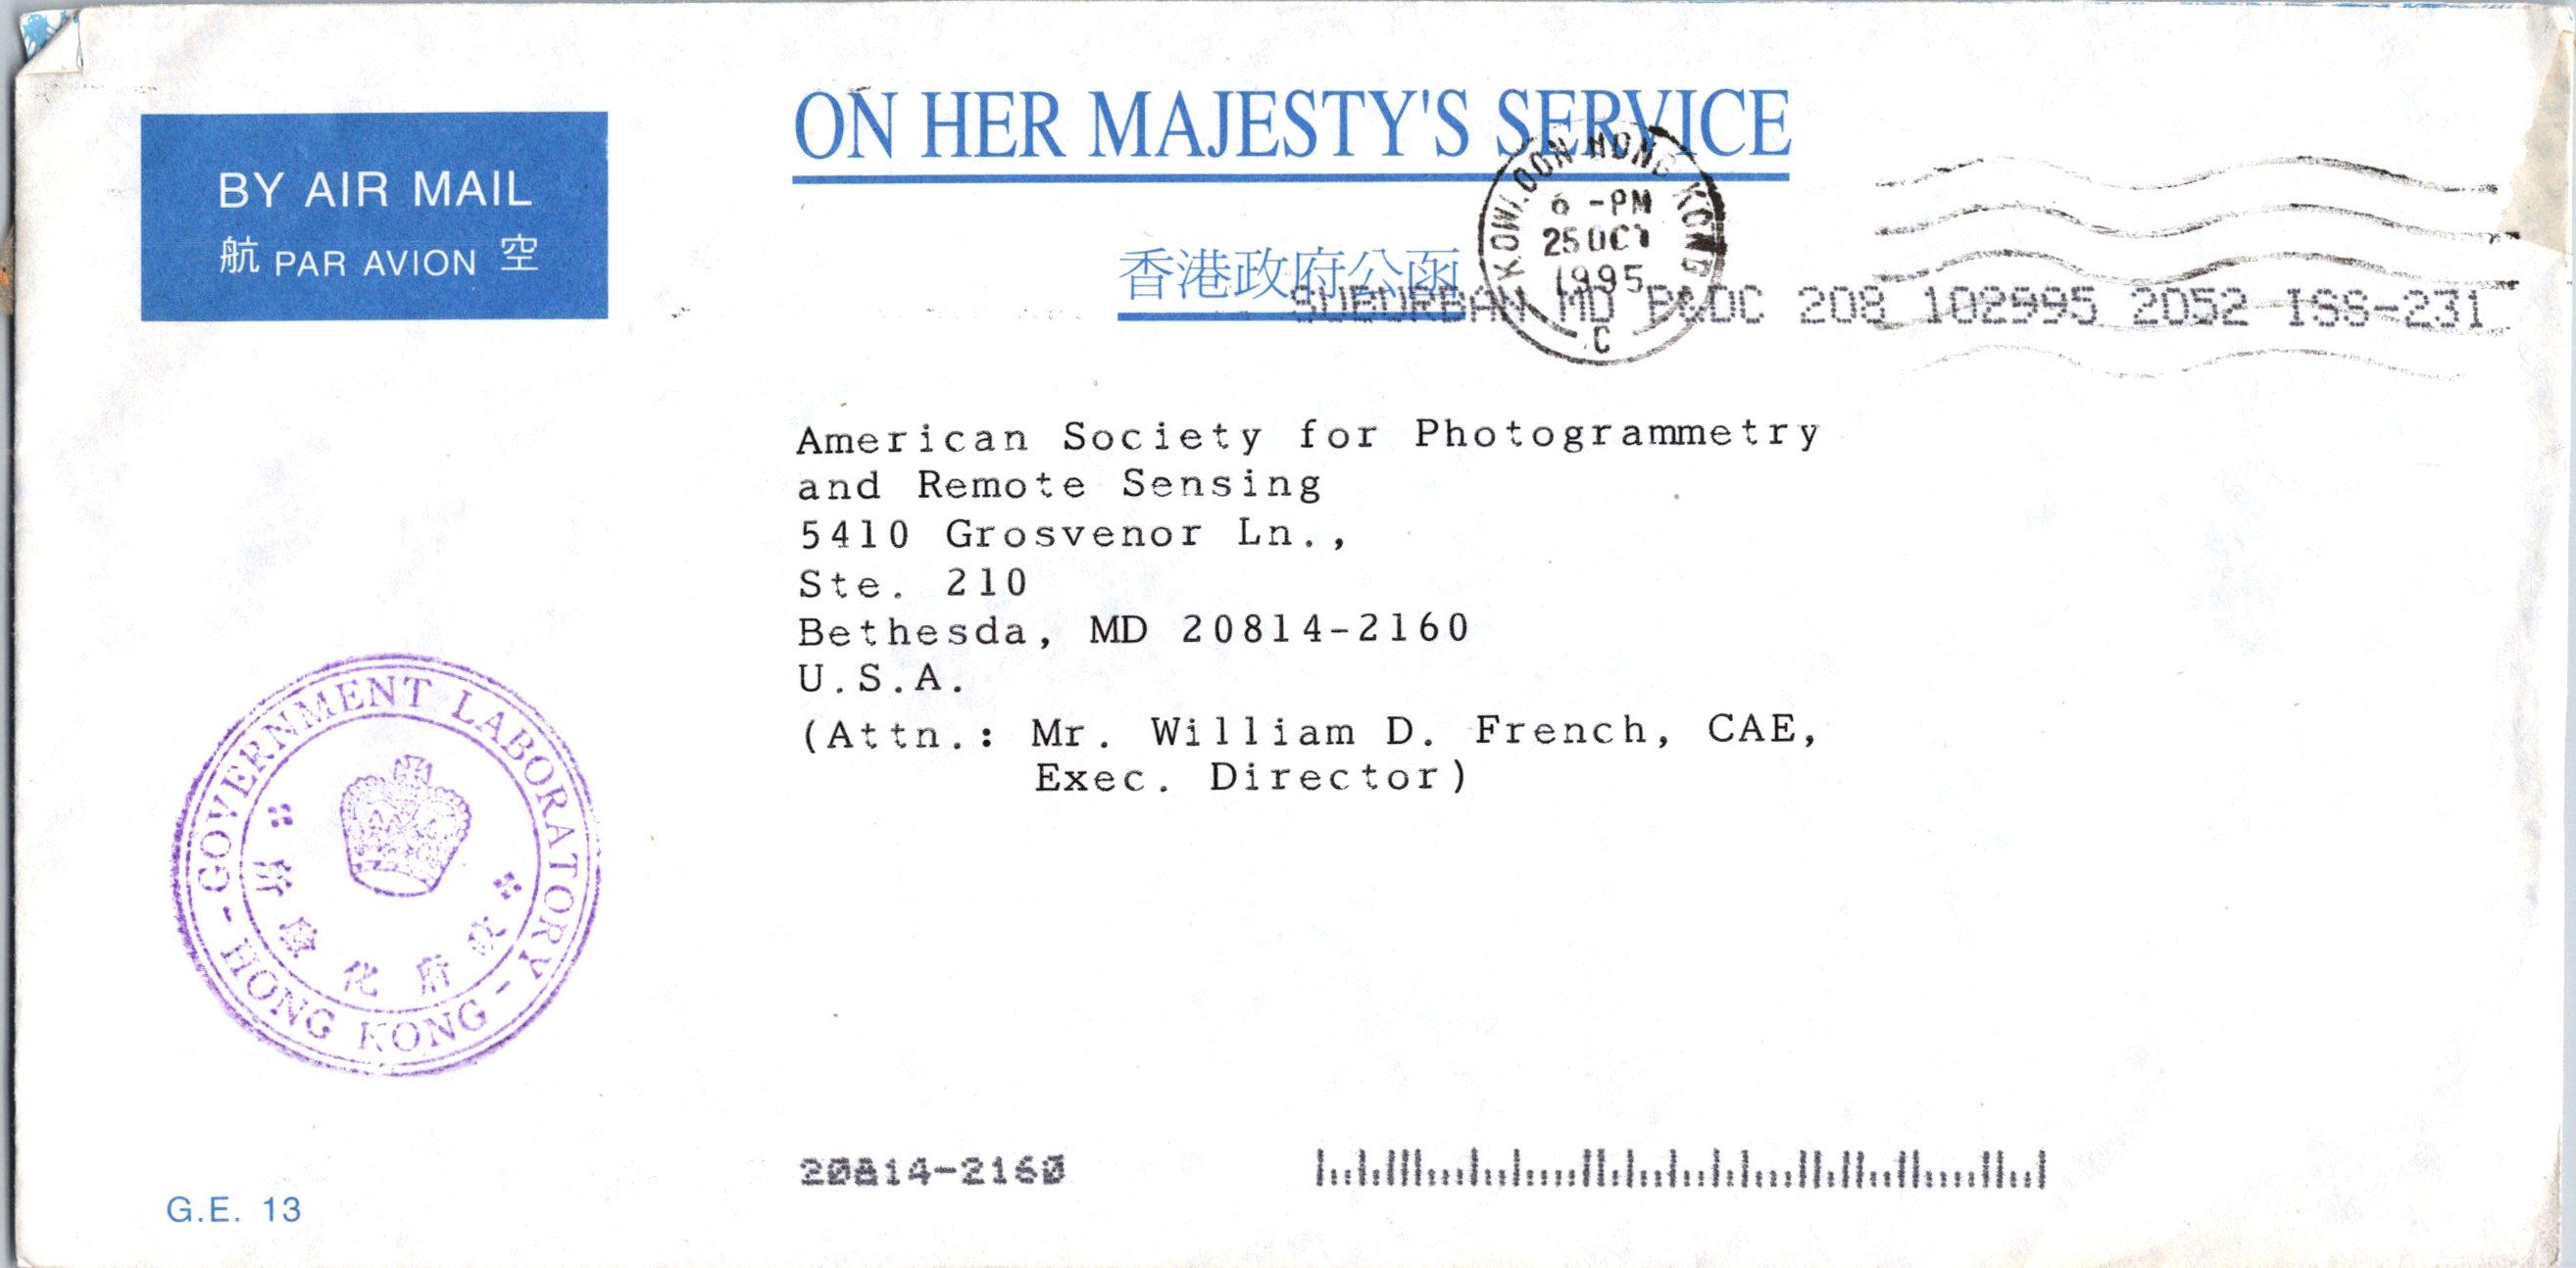 ON HER MAJESTY'S SERVICE
BY AIR MAIL
航 PAR AVION 空
香港政府公函
KOWLOON HONG KONG
6 -PM
25 OCT
1995
C
SUBURBAN MD P&DC 208 102995 2052 ISS-231
American Society for Photogrammetry
and Remote Sensing
5410 Grosvenor Ln.,
Ste. 210
Bethesda, MD 20814-2160
U.S.A.
(Attn.: Mr. William D. French, CAE,
Exec. Director)
GOVERNMENT LABORATORY
- HONG KONG -
政府化驗所
20814-2160
G.E. 13